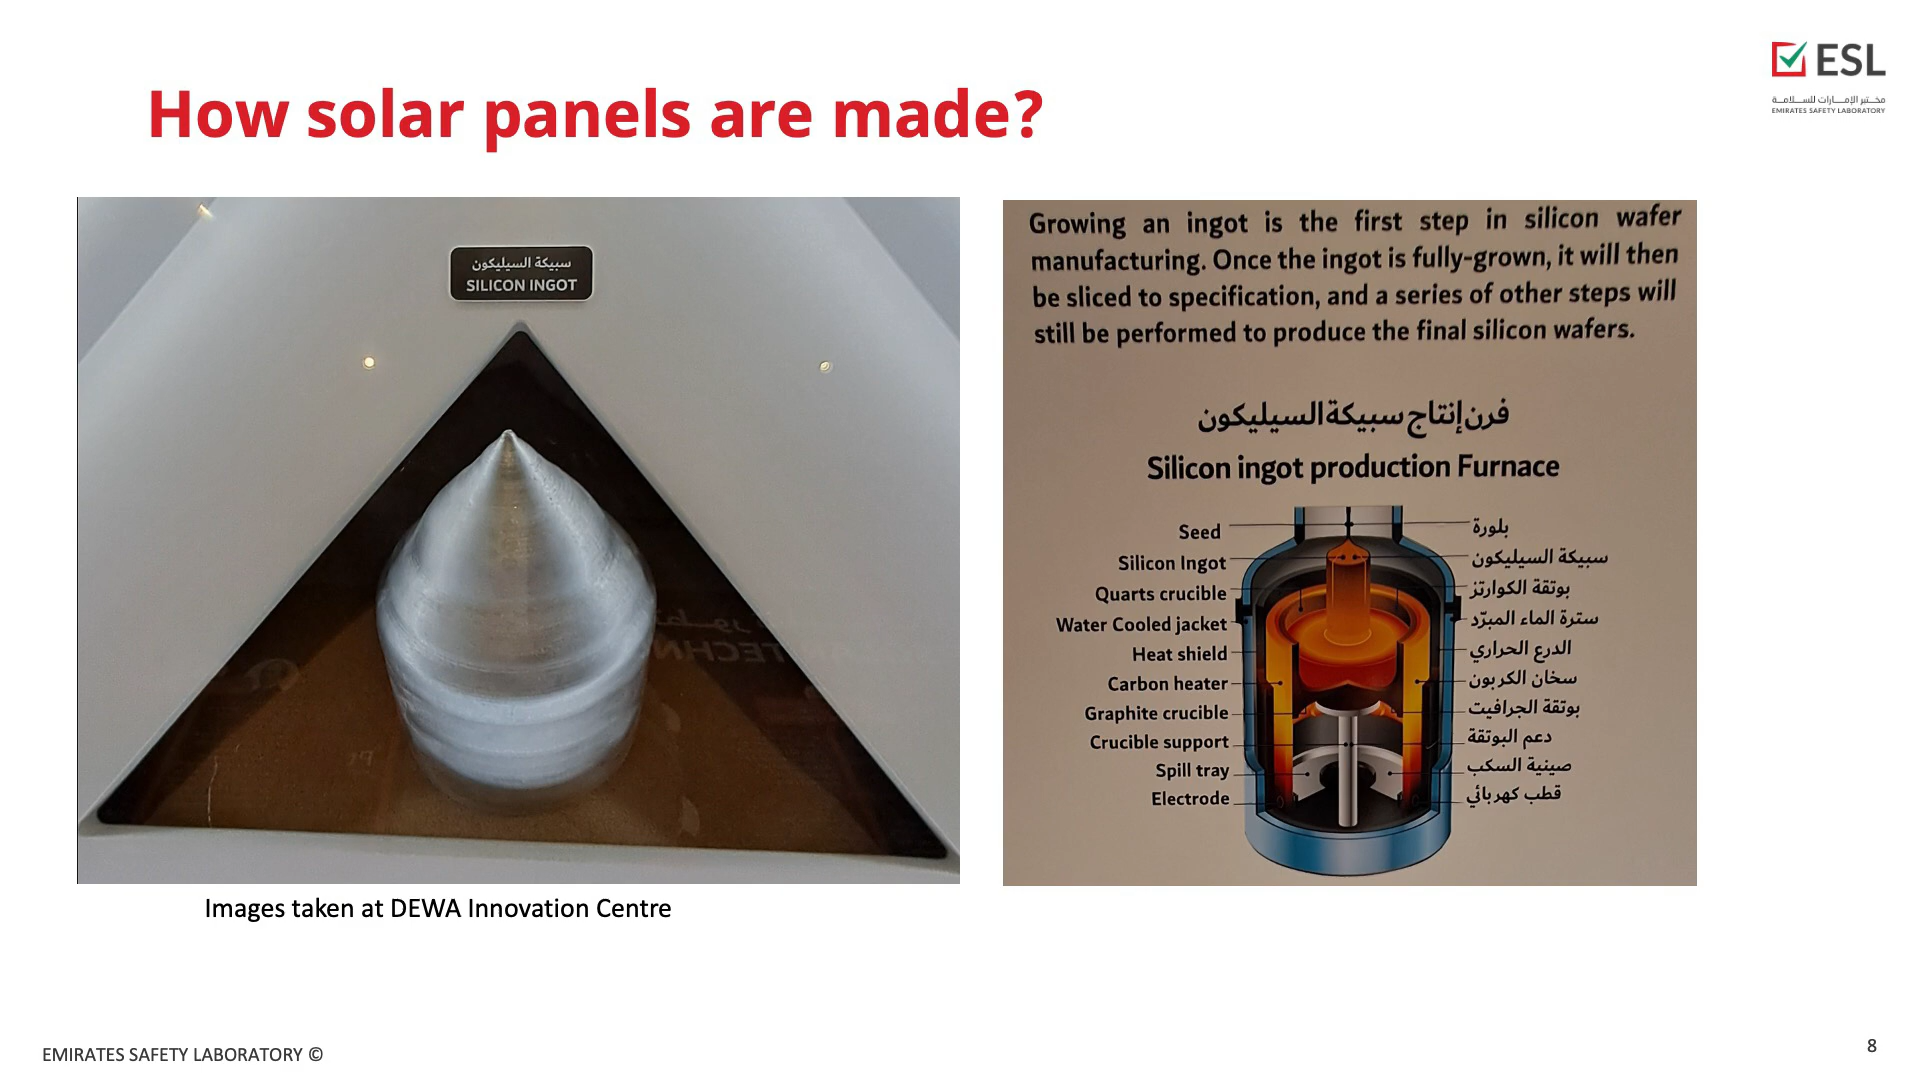 ESL
مختبر الإمارات للسلامة
EMIRATES SAFETY LABORATORY
How solar panels are made?
سبيكة السيليكون
SILICON INGOT
Images taken at DEWA Innovation Centre
Growing an ingot is the first step in silicon wafer
manufacturing. Once the ingot is fully-grown, it will then
be sliced to specification, and a series of other steps will
still be performed to produce the final silicon wafers.
فرن إنتاج سبيكة السيليكون
Silicon ingot production Furnace
Seed
بلورة
Silicon Ingot
سبيكة السيليكون
Quarts crucible
بوتقة الكوارتز
Water Cooled jacket
سترة الماء المبرّد
Heat shield
الدرع الحراري
Carbon heater
سخان الكربون
Graphite crucible
بوتقة الجرافيت
Crucible support
دعم البوتقة
Spill tray
صينية السكب
Electrode
قطب كهربائي
EMIRATES SAFETY LABORATORY ©
8